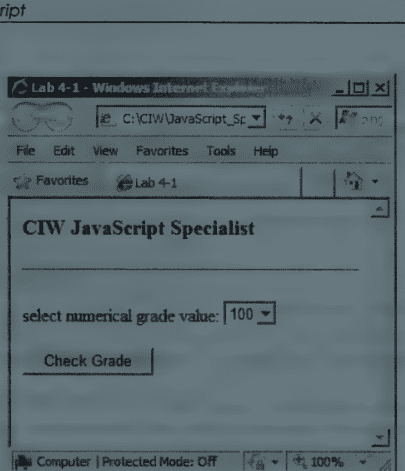 ript
Lab 4-1 - Windows Internet Explorer
C:\CIW\JavaScript_Sp
File Edit View Favorites Tools Help
Favorites Lab 4-1
CIW JavaScript Specialist
select numerical grade value: 100
Check Grade
Computer | Protected Mode: Off 100%